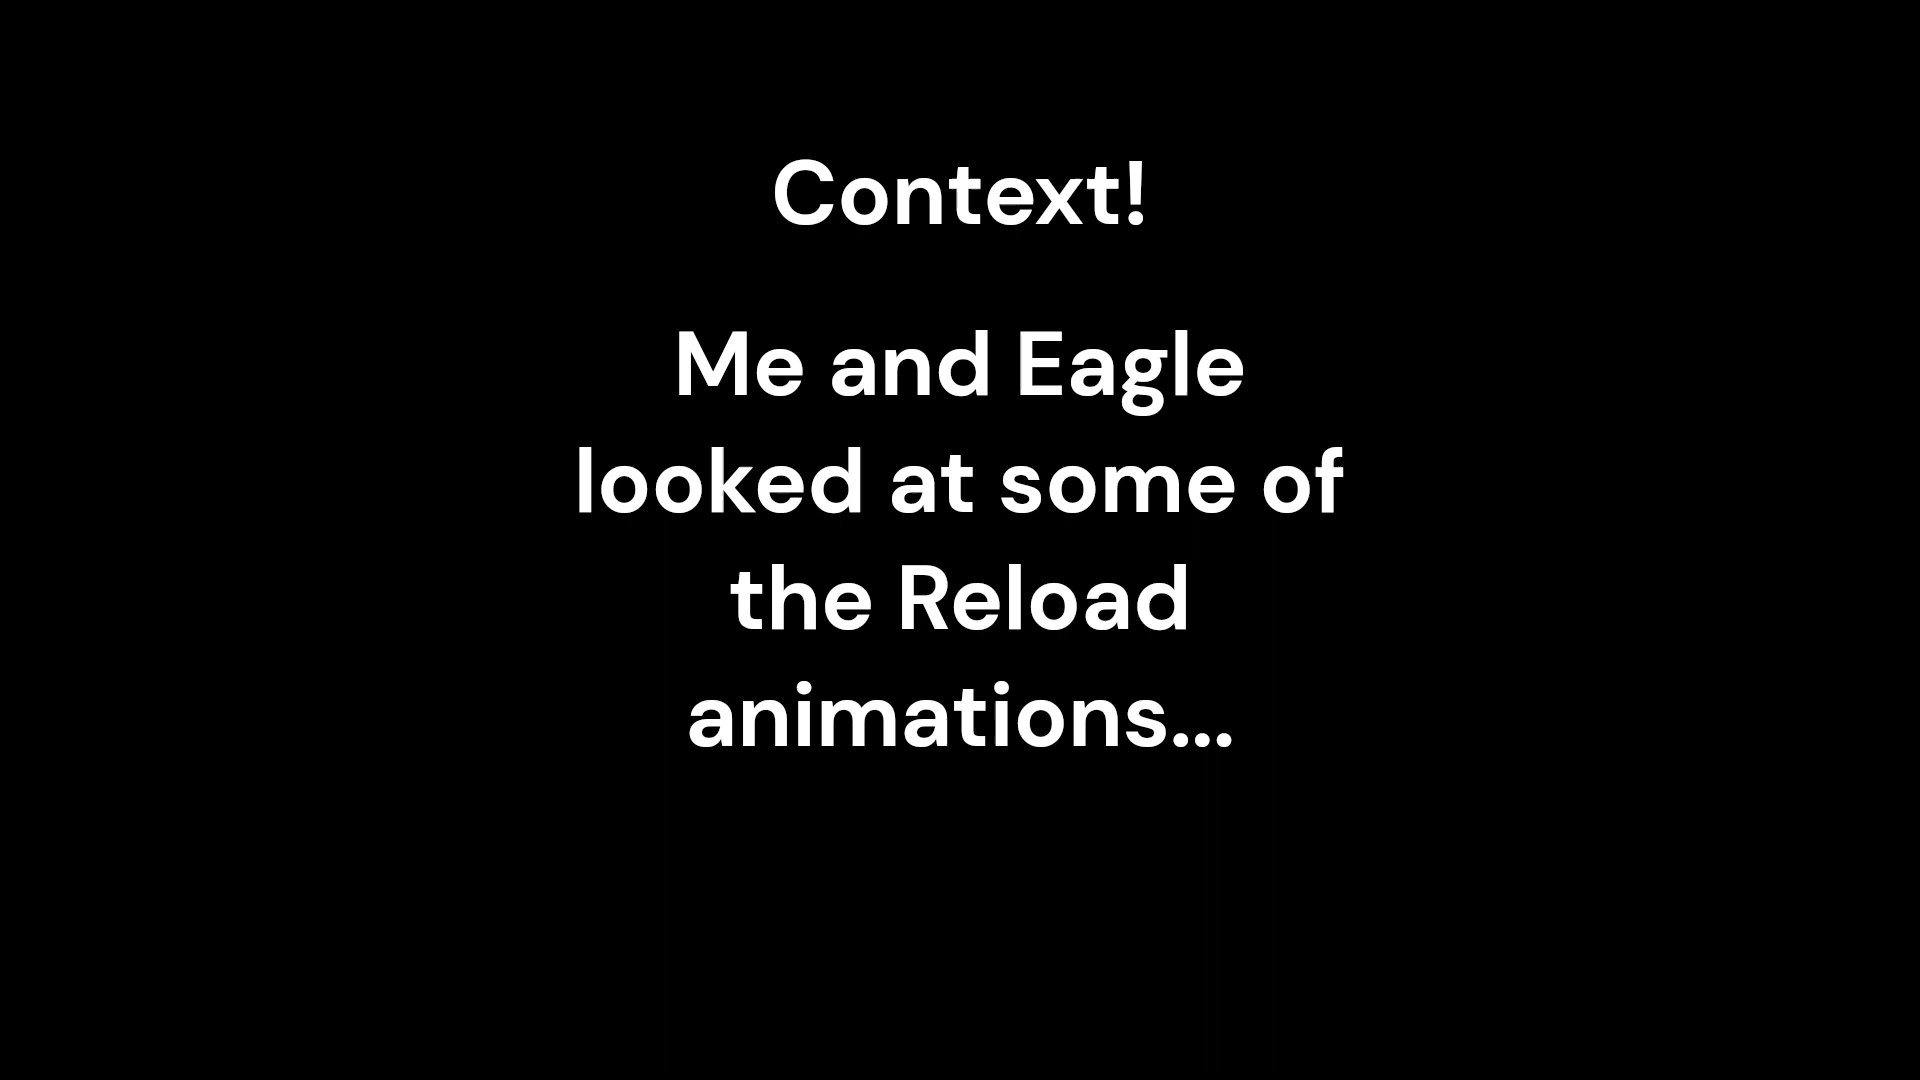 Context!
Me and Eagle
looked at some of
the Reload
animations...